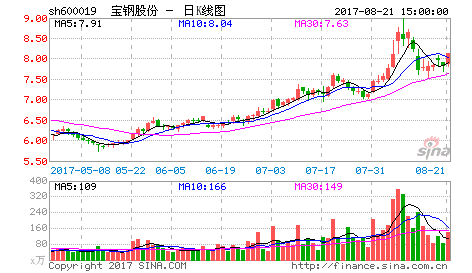 sh600019 宝钢股份 - 日K线图 2017-08-21 15:00:00
MA5:7.91 MA10:8.04 MA30:7.63
9.00
8.50
8.00
7.50
7.00
6.50
6.00
5.50
sina
2017-05-08 05-22 06-05 06-19 07-03 07-17 07-31 08-21
MA5:109 MA10:166 MA30:149
400
320
240
160
80
万
Copyright 2017 SINA.COM http://finance.sina.com.cn